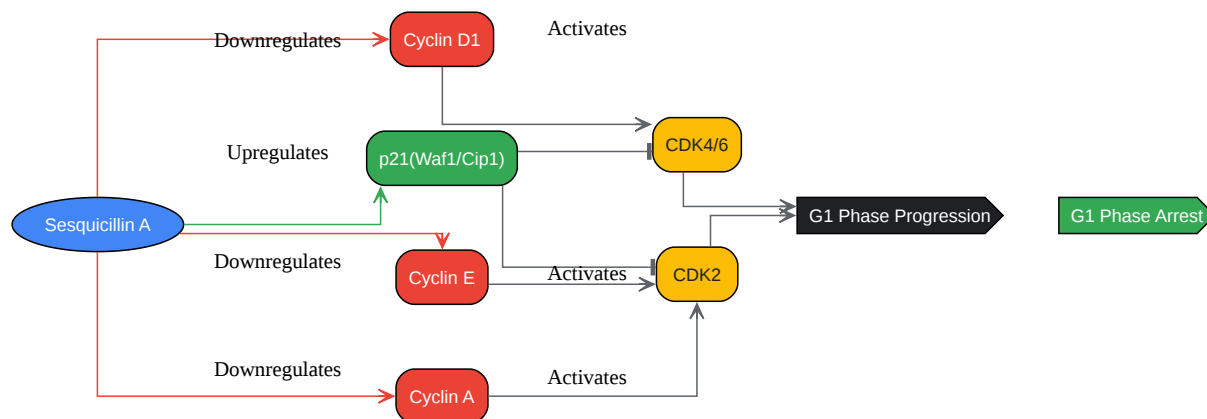 Downregulates
Cyclin D1
Activates
Upregulates
p21(Waf1/Cip1)
CDK4/6
Sesquicillin A
G1 Phase Progression
G1 Phase Arrest
Downregulates
Cyclin E
Activates
CDK2
Downregulates
Cyclin A
Activates